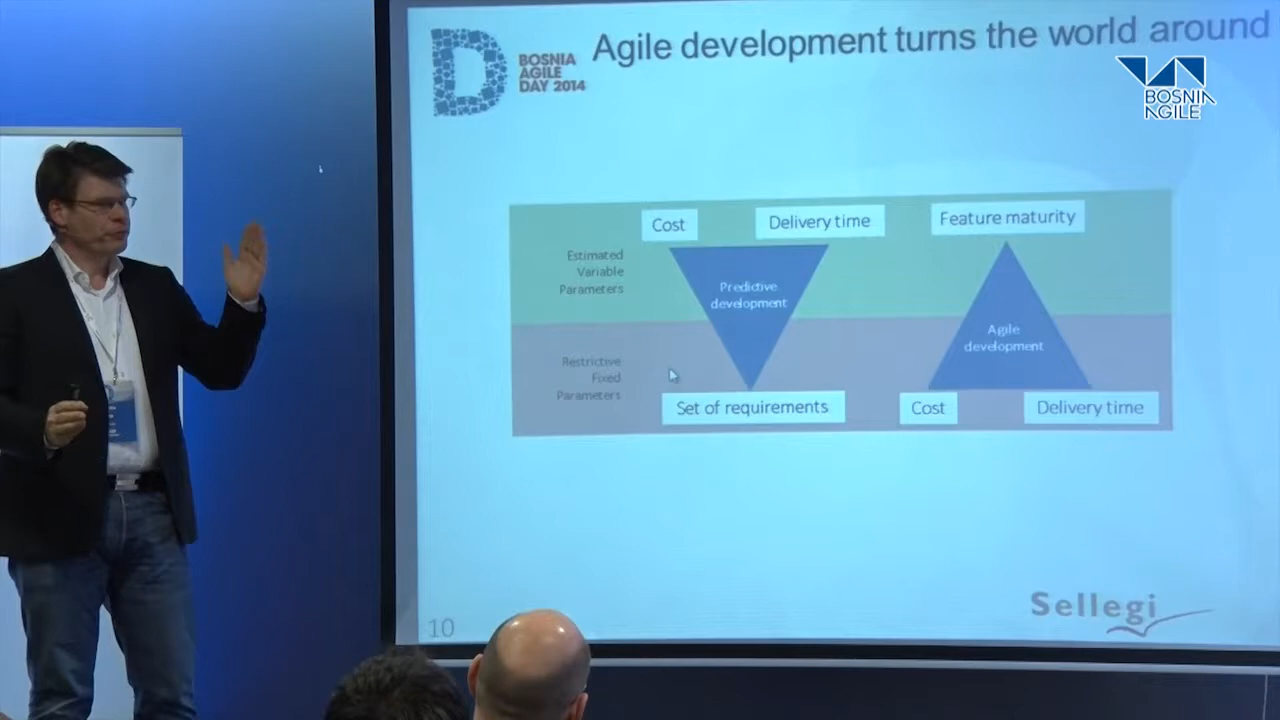 Agile development turns the world around
BOSNIA
AGILE
DAY 2014
BOSNIA
AGILE
Cost
Delivery time
Feature maturity
Estimated
Variable
Parameters
Predictive
development
Agile
development
Restrictive
Fixed
Parameters
Set of requirements
Cost
Delivery time
Sellegi
10